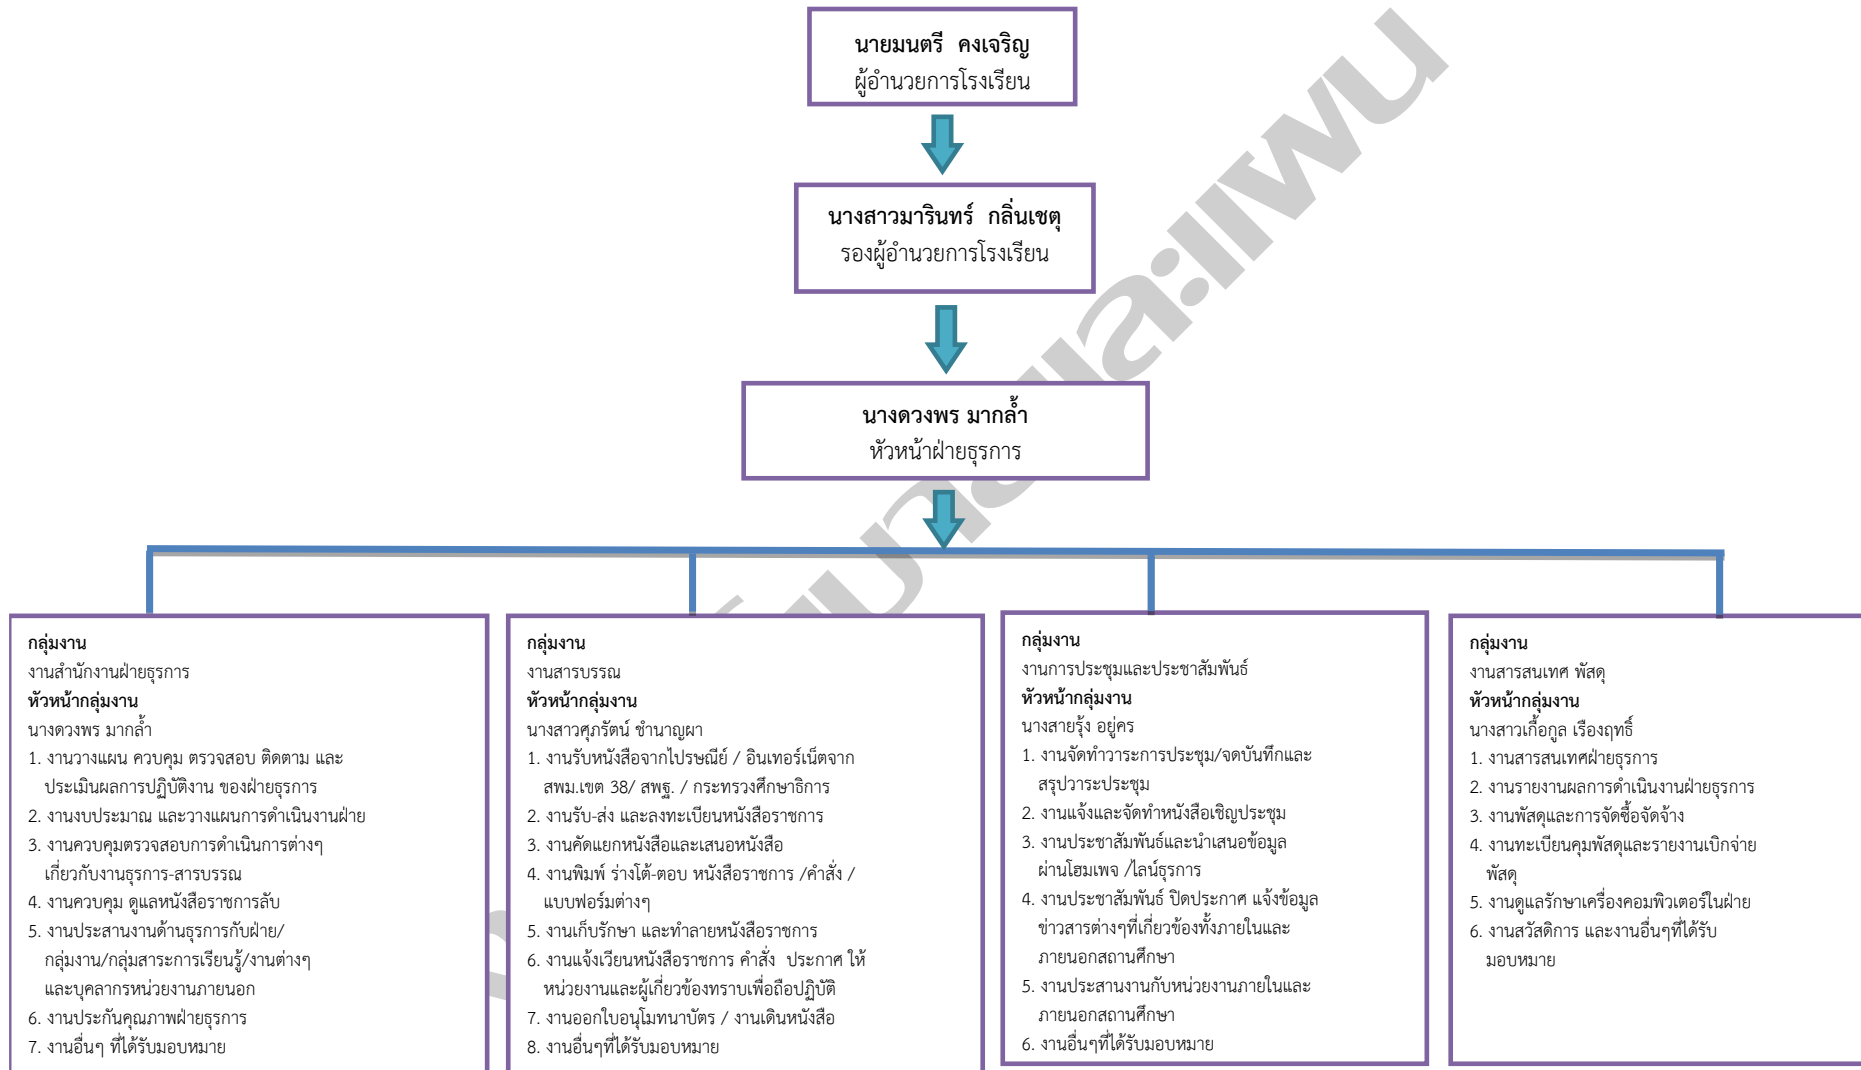 นายมนตรี คงเจริญ
ผู้อำนวยการโรงเรียน
นางสาวมารินทร์ กลิ่นเชตุ
รองผู้อำนวยการโรงเรียน
นางดวงพร มากล้ำ
หัวหน้าฝ่ายธุรการ
กลุ่มงาน
งานสำนักงานฝ่ายธุรการ
หัวหน้ากลุ่มงาน
นางดวงพร มากล้ำ
1. งานวางแผน ควบคุม ตรวจสอบ ติดตาม และ
ประเมินผลการปฏิบัติงาน ของฝ่ายธุรการ
2. งานงบประมาณ และวางแผนการดำเนินงานฝ่าย
3. งานควบคุมตรวจสอบการดำเนินการต่างๆ
เกี่ยวกับงานธุรการ-สารบรรณ
4. งานควบคุม ดูแลหนังสือราชการลับ
5. งานประสานงานด้านธุรการกับฝ่าย/
กลุ่มงาน/กลุ่มสาระการเรียนรู้/งานต่างๆ
และบุคลากรหน่วยงานภายนอก
6. งานประกันคุณภาพฝ่ายธุรการ
7. งานอื่นๆ ที่ได้รับมอบหมาย
กลุ่มงาน
งานสารบรรณ
หัวหน้ากลุ่มงาน
นางสาวศุภรัตน์ ชำนาญผา
1. งานรับหนังสือจากไปรษณีย์ / อินเทอร์เน็ตจาก
สพม.เขต 38/ สพฐ. / กระทรวงศึกษาธิการ
2. งานรับ-ส่ง และลงทะเบียนหนังสือราชการ
3. งานคัดแยกหนังสือและเสนอหนังสือ
4. งานพิมพ์ ร่างโต้-ตอบ หนังสือราชการ /คำสั่ง /
แบบฟอร์มต่างๆ
5. งานเก็บรักษา และทำลายหนังสือราชการ
6. งานแจ้งเวียนหนังสือราชการ คำสั่ง ประกาศ ให้
หน่วยงานและผู้เกี่ยวข้องทราบเพื่อถือปฏิบัติ
7. งานออกใบอนุโมทนาบัตร / งานเดินหนังสือ
8. งานอื่นๆที่ได้รับมอบหมาย
กลุ่มงาน
งานการประชุมและประชาสัมพันธ์
หัวหน้ากลุ่มงาน
นางสายรุ้ง อยู่คร
1. งานจัดทำวาระการประชุม/จดบันทึกและ
สรุปวาระประชุม
2. งานแจ้งและจัดทำหนังสือเชิญประชุม
3. งานประชาสัมพันธ์และนำเสนอข้อมูล
ผ่านโฮมเพจ /ไลน์ธุรการ
4. งานประชาสัมพันธ์ ปิดประกาศ แจ้งข้อมูล
ข่าวสารต่างๆที่เกี่ยวข้องทั้งภายในและ
ภายนอกสถานศึกษา
5. งานประสานงานกับหน่วยงานภายในและ
ภายนอกสถานศึกษา
6. งานอื่นๆที่ได้รับมอบหมาย
กลุ่มงาน
งานสารสนเทศ พัสดุ
หัวหน้ากลุ่มงาน
นางสาวเกื้อกูล เรืองฤทธิ์
1. งานสารสนเทศฝ่ายธุรการ
2. งานรายงานผลการดำเนินงานฝ่ายธุรการ
3. งานพัสดุและการจัดซื้อจัดจ้าง
4. งานทะเบียนคุมพัสดุและรายงานเบิกจ่าย
พัสดุ
5. งานดูแลรักษาเครื่องคอมพิวเตอร์ในฝ่าย
6. งานสวัสดิการ และงานอื่นๆที่ได้รับ
มอบหมาย